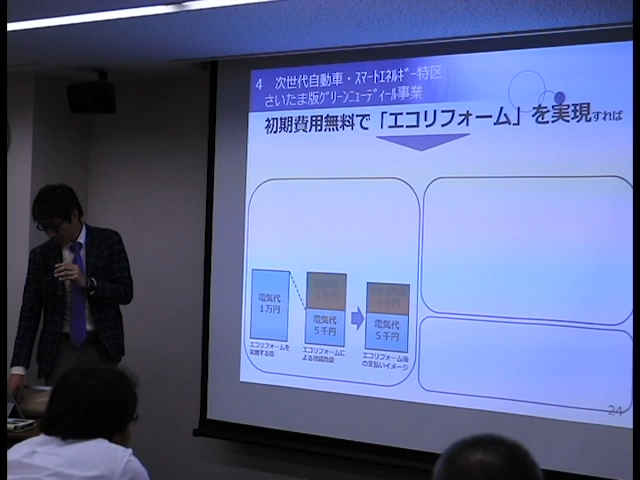 4 次世代自動車・スマートエネルギー特区
さいたま版グリーンニューディール事業
初期費用無料で「エコリフォーム」を実現すれば
電気代
1万円
電気代
5千円
電気代
5千円
エコリフォームを
実施する前
エコリフォームに
よる削減効果
エコリフォーム後
の支払いイメージ
24